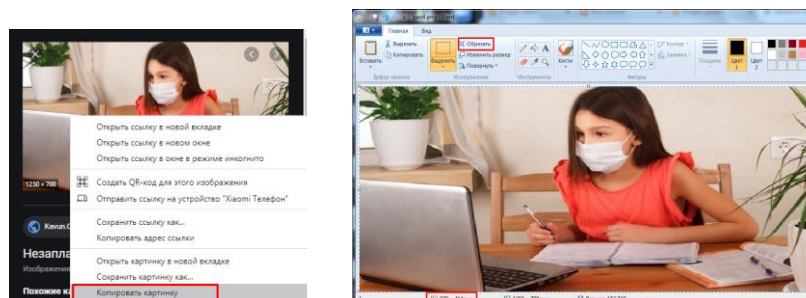 Открыть ссылку в новой вкладке
Открыть ссылку в новом окне
Открыть ссылку в окне в режиме инкогнито
1250 × 700
Создать QR-код для этого изображения
Отправить ссылку на устройство "Xiaomi Телефон"
Сохранить ссылку как...
Kavun.
Копировать адрес ссылки
Незапла
Изображения
Открыть картинку в новой вкладке
Сохранить картинку как...
Похожие
Копировать картинку
Главная Вид
Вырезать
Копировать
Вставить
Выделить
Обрезать
Изменить размер
Повернуть
Кисти
Контур
Заливка
Толщина
Цвет 1
Цвет 2
Буфер обмена Изображение Инструменты Фигуры